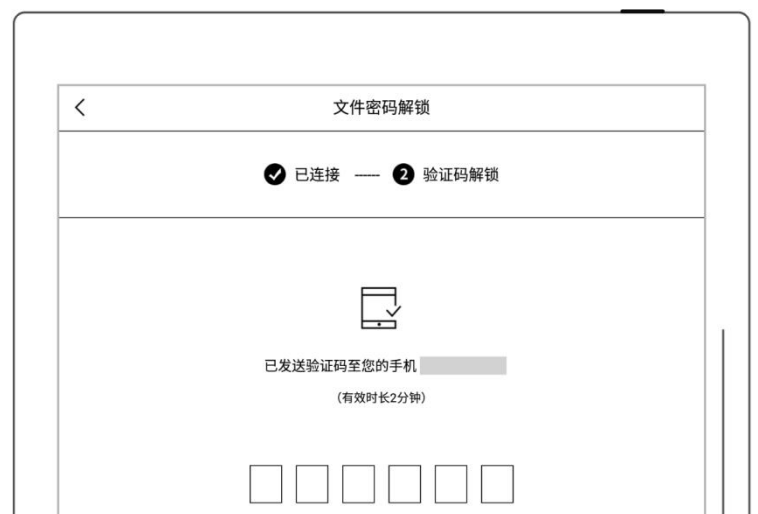 文件密码解锁
已连接 ------ 2 验证码解锁
已发送验证码至您的手机
（有效时长2分钟）